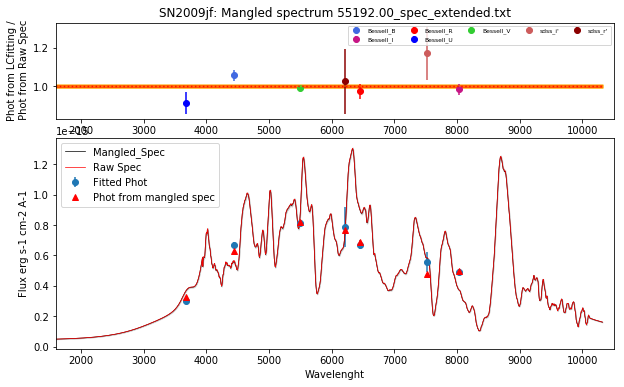 SN2009jf: Mangled spectrum 55192.00_spec_extended.txt
Phot from LCfitting /
Phot from Raw Spec
1.2
1.0
Bessell_B
Bessell_I
Bessell_R
Bessell_U
Bessell_V
sdss_i'
sdss_r'
2000 3000 4000 5000 6000 7000 8000 9000 10000
Flux erg s-1 cm-2 A-1
1.2
1.0
0.8
0.6
0.4
0.2
0.0
Mangled_Spec
Raw Spec
Fitted Phot
Phot from mangled spec
2000 3000 4000 5000 6000 7000 8000 9000 10000
Wavelenght